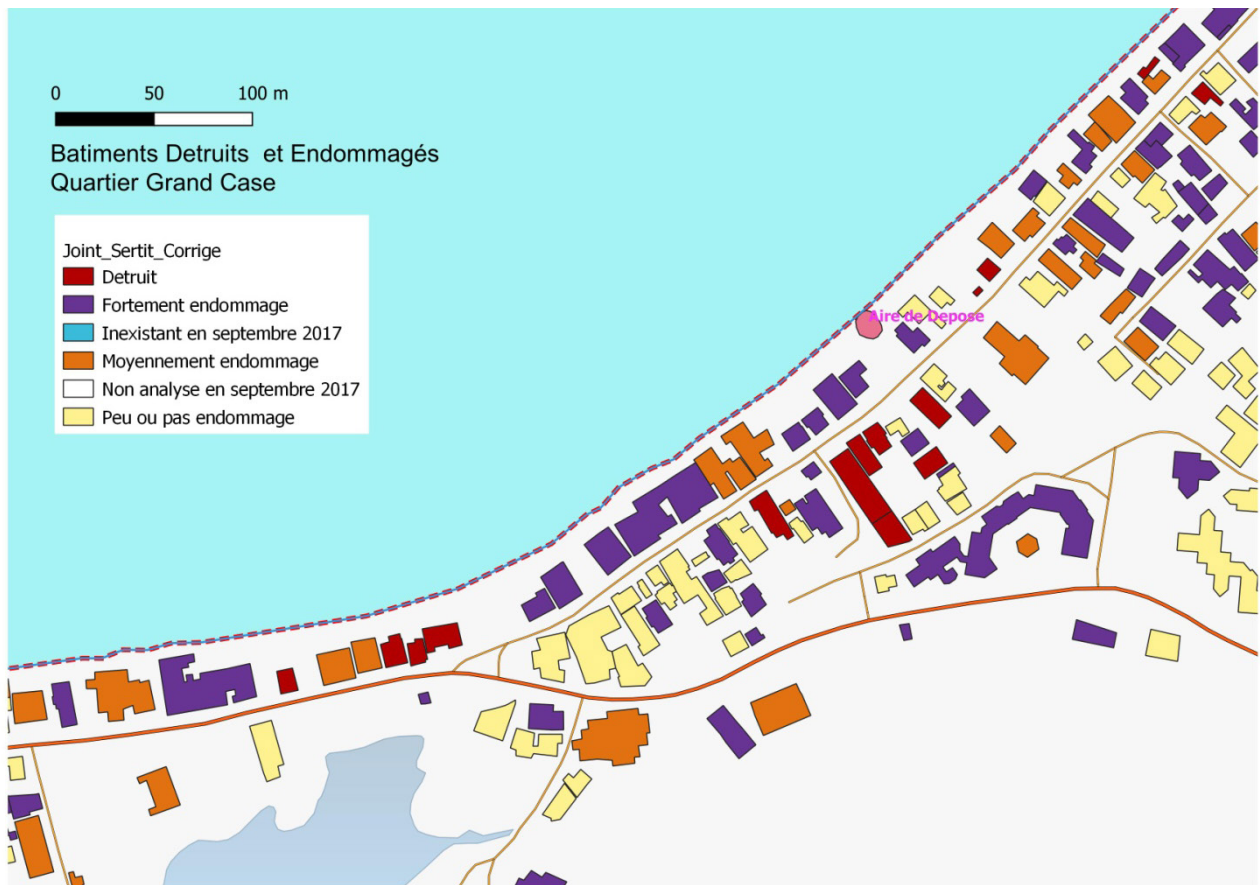 0 50 100 m
Batiments Detruits et Endommagés
Quartier Grand Case
Joint_Sertit_Corrige
Detruit
Fortement endommage
Inexistant en septembre 2017
Moyennement endommage
Non analyse en septembre 2017
Peu ou pas endommage
Aire de Depose